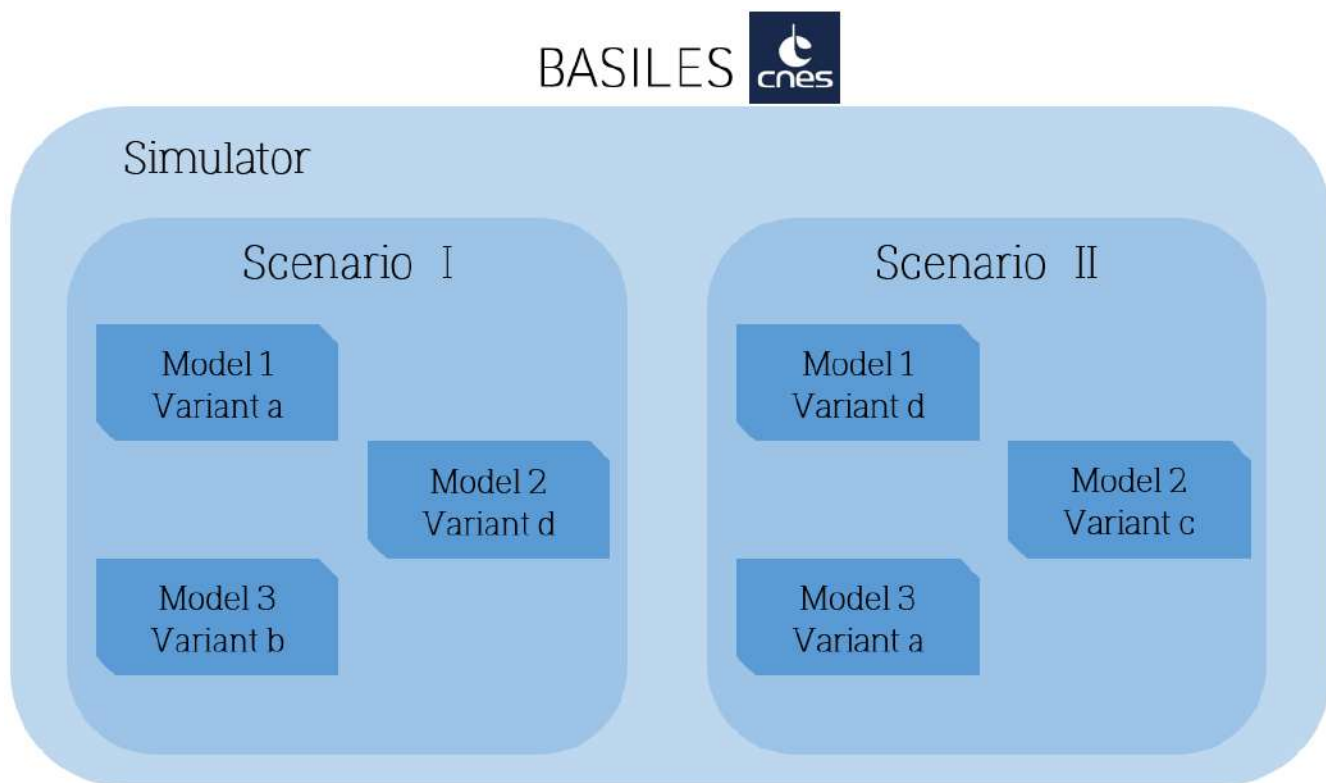 BASILES
cnes
Simulator
Scenario I
Model 1
Variant a
Model 2
Variant d
Model 3
Variant b
Scenario II
Model 1
Variant d
Model 2
Variant c
Model 3
Variant a